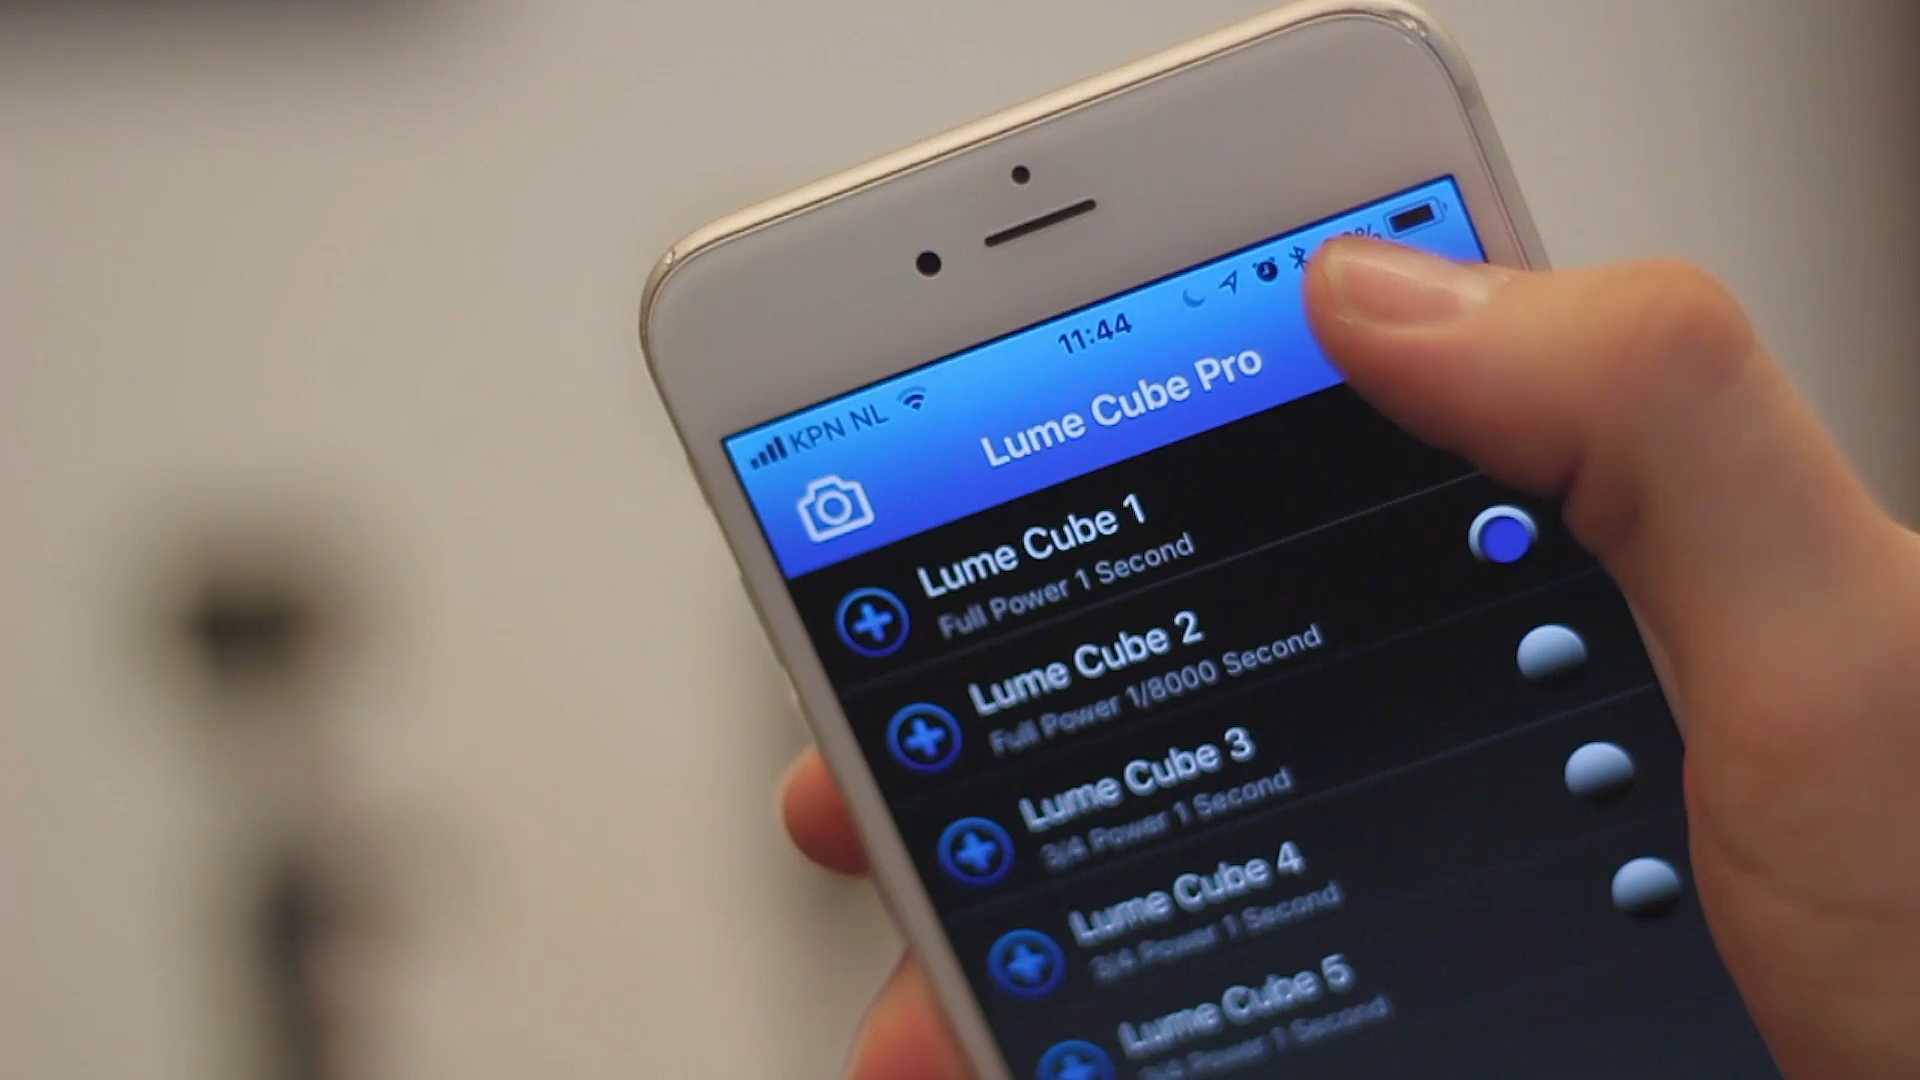 KPN NL
11:44
Lume Cube Pro
Lume Cube 1
Full Power 1 Second
Lume Cube 2
Full Power 1/8000 Second
Lume Cube 3
3/4 Power 1 Second
Lume Cube 4
3/4 Power 1 Second
Lume Cube 5
Power 1 Second